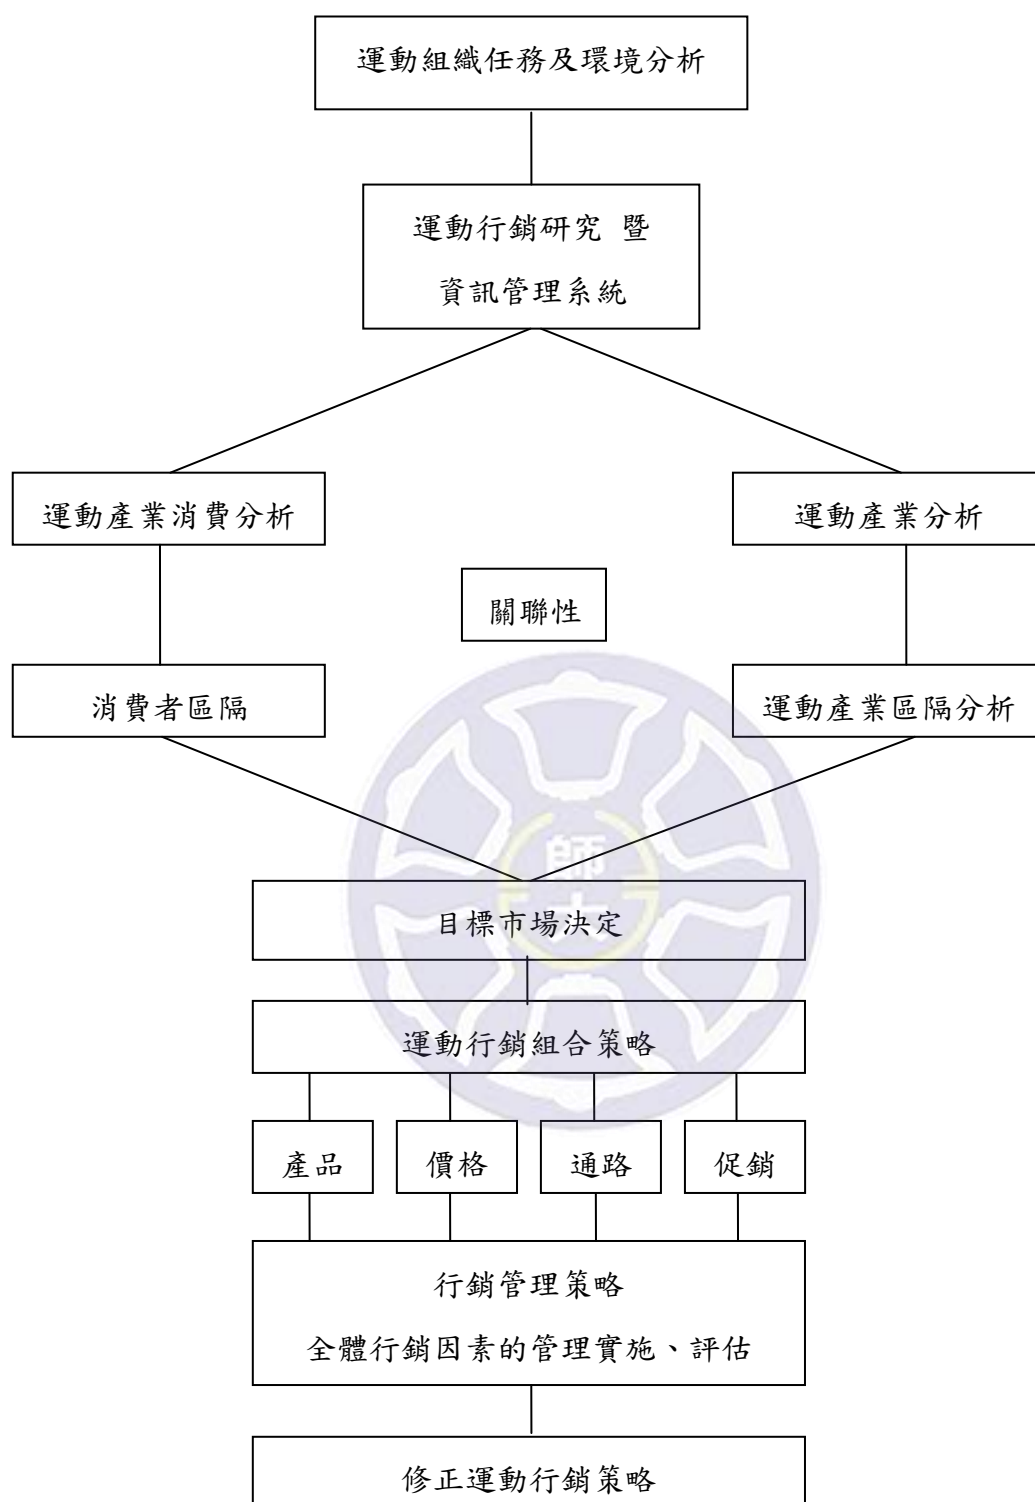 運動組織任務及環境分析
運動行銷研究 暨
資訊管理系統
運動產業消費分析
運動產業分析
關聯性
消費者區隔
運動產業區隔分析
師大
目標市場決定
運動行銷組合策略
產品
價格
通路
促銷
行銷管理策略
全體行銷因素的管理實施、評估
修正運動行銷策略